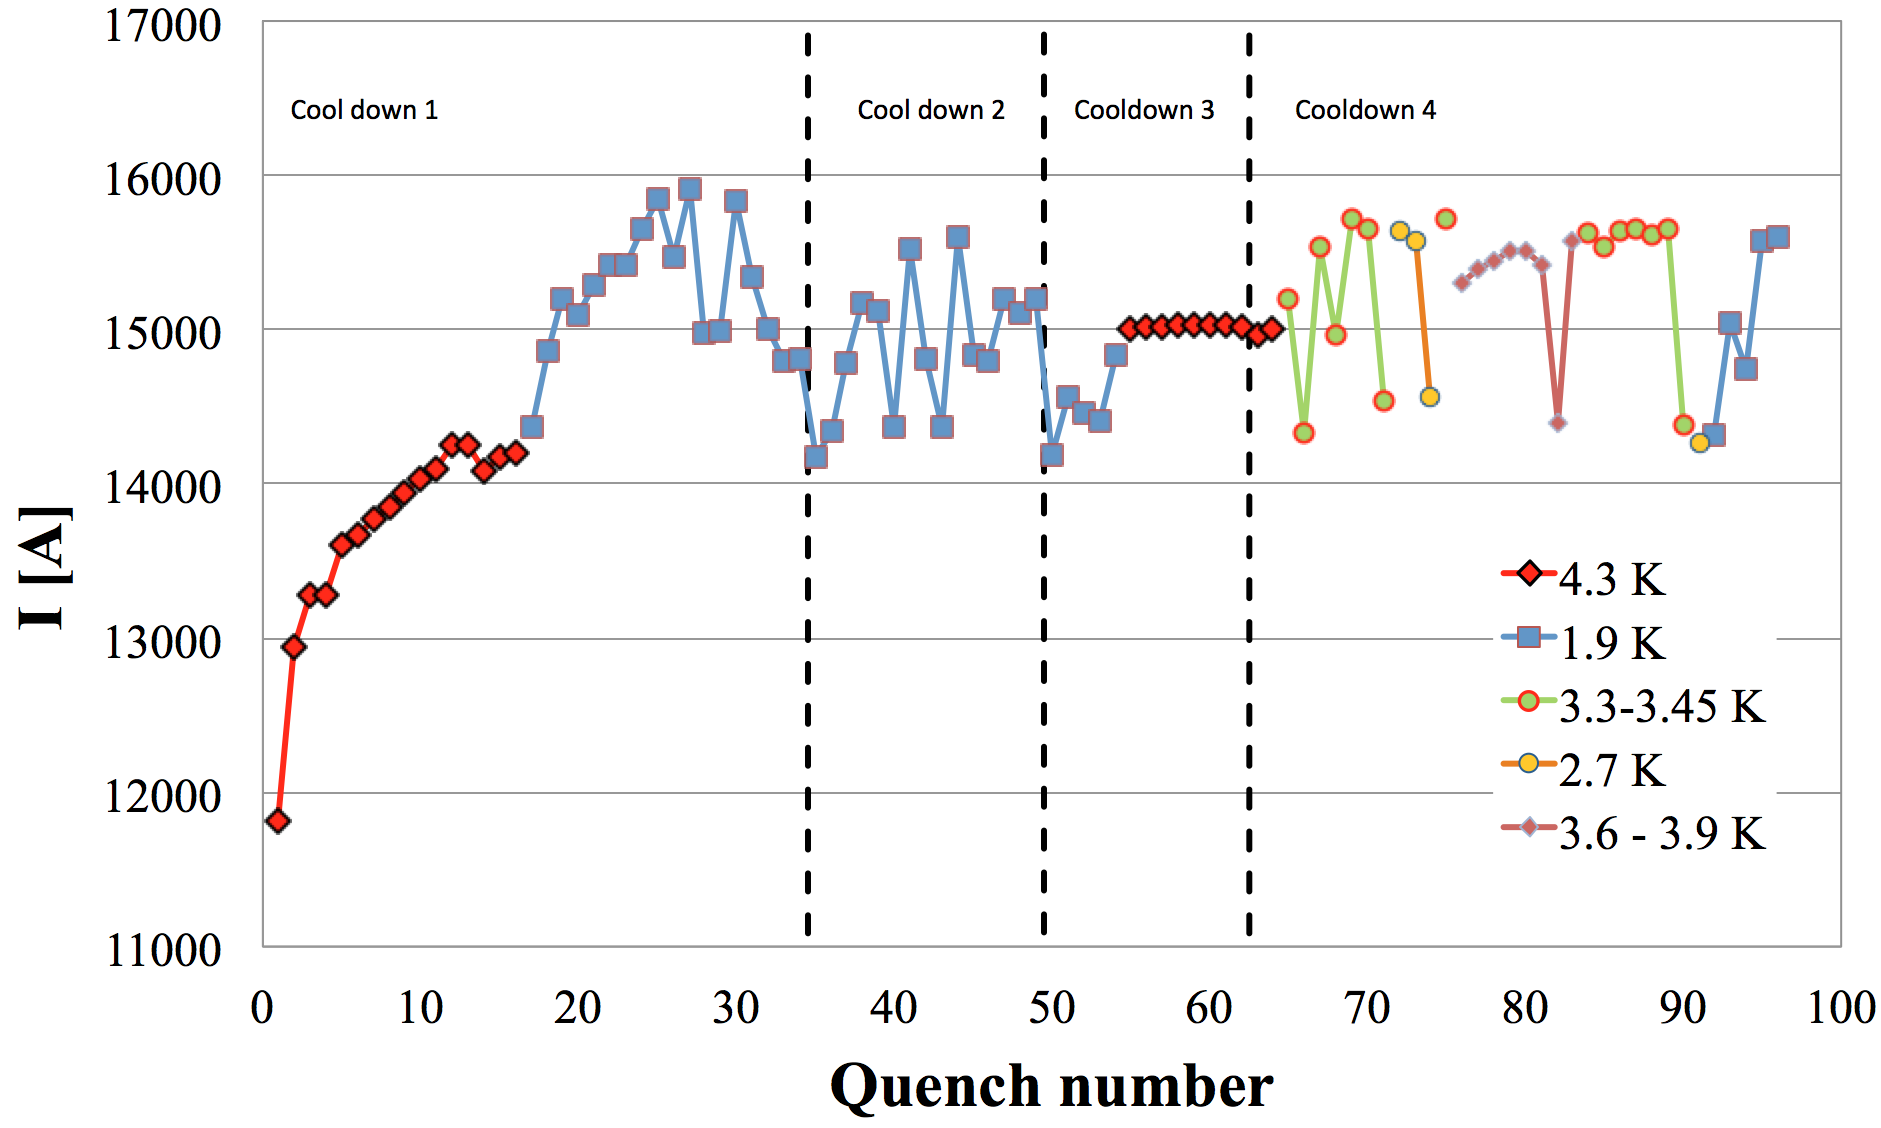 17000
16000
15000
14000
13000
12000
11000
I [A]
Cool down 1
Cool down 2
Cooldown 3
Cooldown 4
4.3 K
1.9 K
3.3-3.45 K
2.7 K
3.6 - 3.9 K
0 10 20 30 40 50 60 70 80 90 100
Quench number